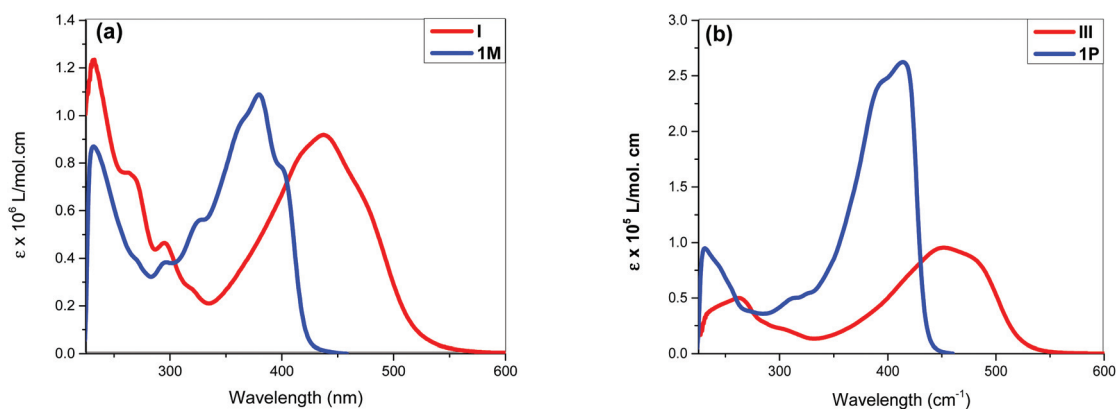 (a)
I
1M
1.4
1.2
1.0
0.8
0.6
0.4
0.2
0.0
ε x 10⁶ L/mol.cm
300 400 500 600
Wavelength (nm)
(b)
III
1P
3.0
2.5
2.0
1.5
1.0
0.5
0.0
ε x 10⁵ L/mol. cm
300 400 500 600
Wavelength (cm⁻¹)